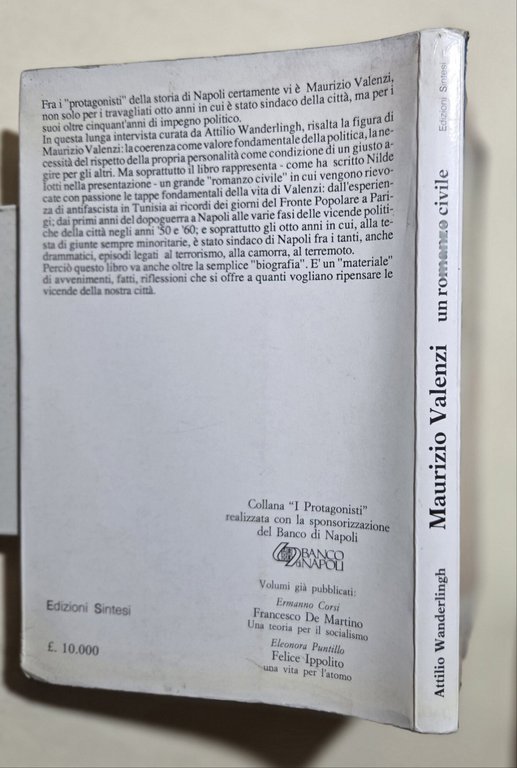 Fra i "protagonisti" della storia di Napoli certamente vi è Maurizio Valenzi,
non solo per i travagliati otto anni in cui è stato sindaco della città, ma per i
suoi oltre cinquant'anni di impegno politico.
In questa lunga intervista curata da Attilio Wanderlingh, risalta la figura di
Maurizio Valenzi: la coerenza come valore fondamentale della politica, la ne-
cessità del rispetto della propria personalità come condizione di un giusto a-
gire per gli altri. Ma soprattutto il libro rappresenta - come ha scritto Nilde
Iotti nella presentazione - un grande "romanzo civile" in cui vengono rievo-
cate con passione le tappe fondamentali della vita di Valenzi: dall'esperien-
za di antifascista in Tunisia ai ricordi dei giorni del Fronte Popolare a Pari-
gi; dai primi anni del dopoguerra a Napoli alle varie fasi delle vicende politi-
che della città negli anni '50 e '60; e soprattutto gli otto anni in cui, alla te-
sta di giunte sempre minoritarie, è stato sindaco di Napoli fra i tanti, anche
drammatici, episodi legati al terrorismo, alla camorra, al terremoto.
Perciò questo libro va anche oltre la semplice "biografia". E' un "materiale"
di avvenimenti, fatti, riflessioni che si offre a quanti vogliano ripensare le
vicende della nostra città.
Collana "I Protagonisti"
realizzata con la sponsorizzazione
del Banco di Napoli
BANCO
di NAPOLI
Volumi già pubblicati:
Ermanno Corsi
Francesco De Martino
Una teoria per il socialismo
Eleonora Puntillo
Felice Ippolito
una vita per l'atomo
Edizioni Sintesi
£. 10.000
Attilio Wanderlingh Maurizio Valenzi un romanzo civile Edizioni Sintesi